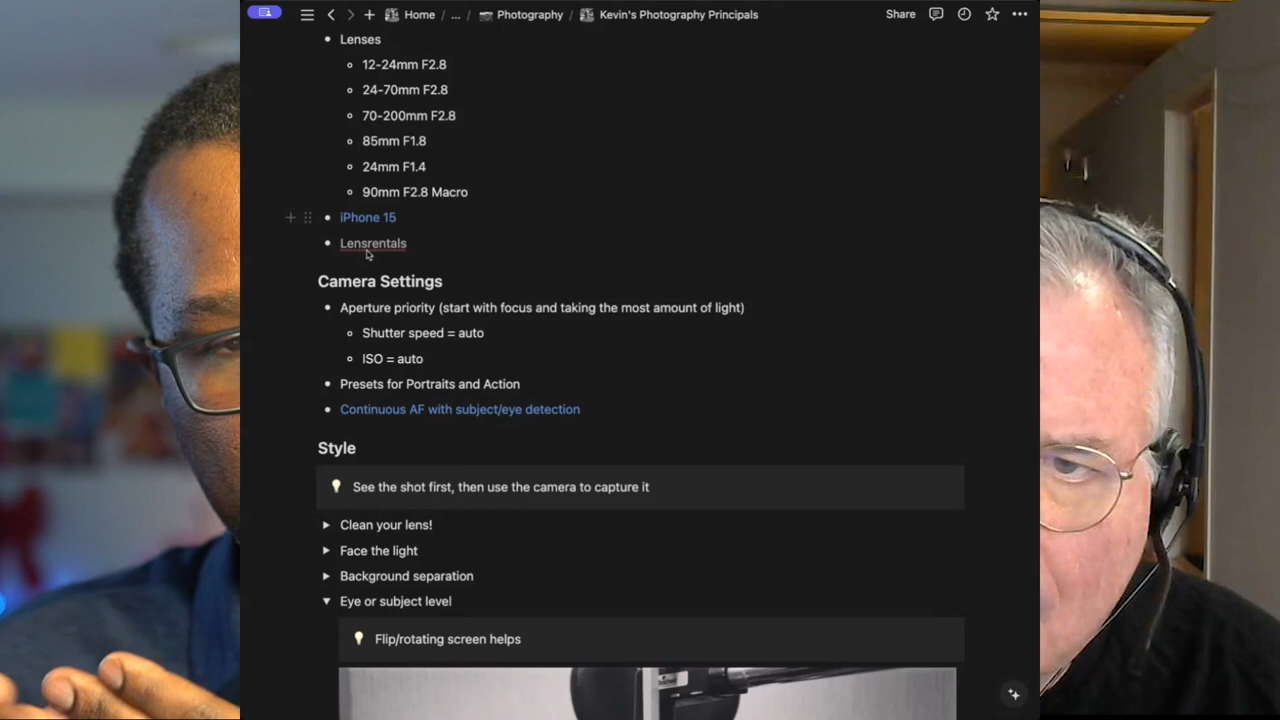 Home / ... / Photography / Kevin's Photography Principals
Share
Lenses
12-24mm F2.8
24-70mm F2.8
70-200mm F2.8
85mm F1.8
24mm F1.4
90mm F2.8 Macro
iPhone 15
Lensrentals
Camera Settings
Aperture priority (start with focus and taking the most amount of light)
Shutter speed = auto
ISO = auto
Presets for Portraits and Action
Continuous AF with subject/eye detection
Style
See the shot first, then use the camera to capture it
Clean your lens!
Face the light
Background separation
Eye or subject level
Flip/rotating screen helps